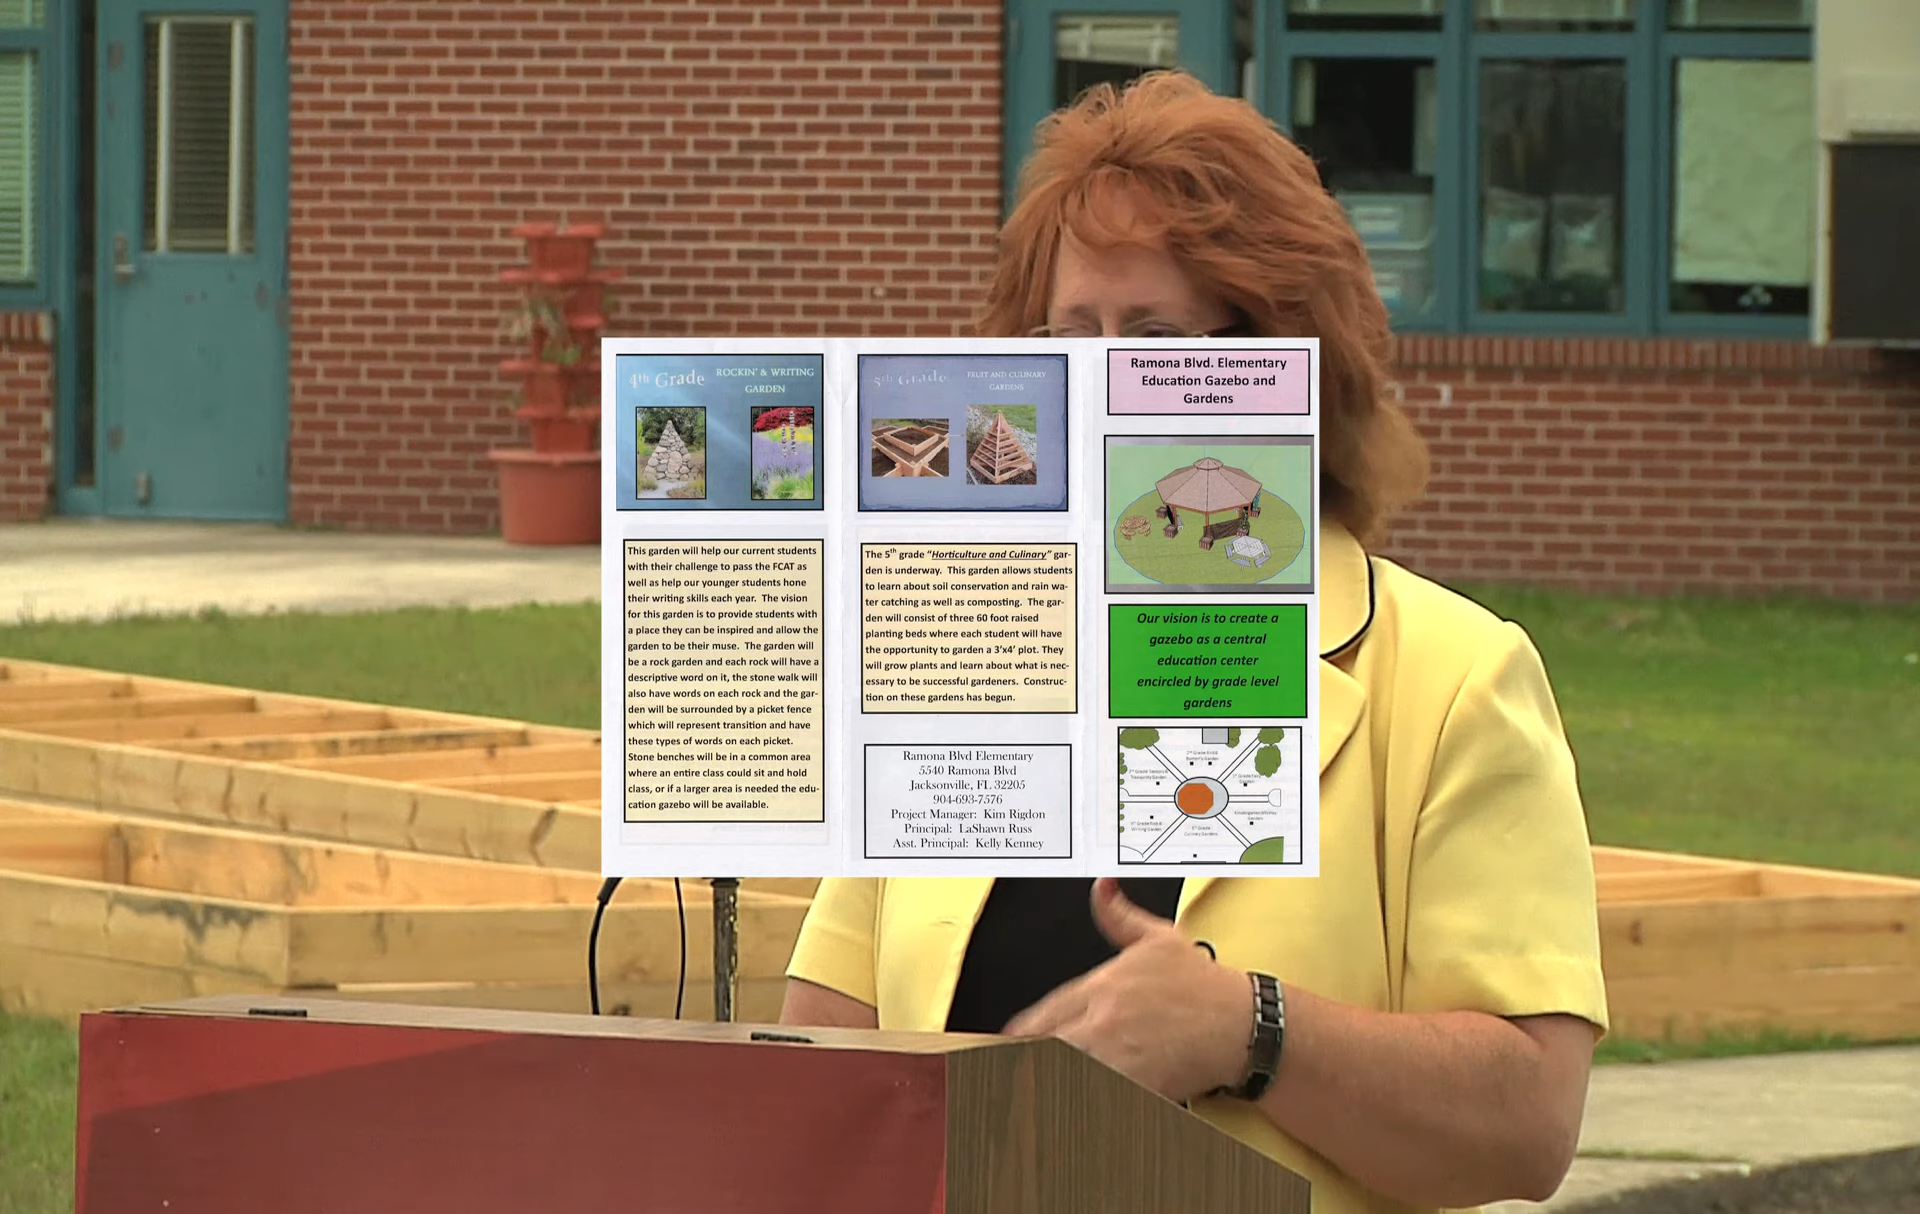 4th Grade
ROCKIN' & WRITING
GARDEN
This garden will help our current students
with their challenge to pass the FCAT as
well as help our younger students hone
their writing skills each year. The vision
for this garden is to provide students with
a place they can be inspired and allow the
garden to be their muse. The garden will
be a rock garden and each rock will have a
descriptive word on it, the stone walk will
also have words on each rock and the gar-
den will be surrounded by a picket fence
which will represent transition and have
these types of words on each picket.
Stone benches will be in a common area
where an entire class could sit and hold
class, or if a larger area is needed the edu-
cation gazebo will be available.
5th Grade
FRUIT AND CULINARY
GARDENS
The 5th grade "Horticulture and Culinary" gar-
den is underway. This garden allows students
to learn about soil conservation and rain wa-
ter catching as well as composting. The gar-
den will consist of three 60 foot raised
planting beds where each student will have
the opportunity to garden a 3'x4' plot. They
will grow plants and learn about what is nec-
essary to be successful gardeners. Construc-
tion on these gardens has begun.
Ramona Blvd Elementary
5540 Ramona Blvd
Jacksonville, FL 32205
904-693-7576
Project Manager: Kim Rigdon
Principal: LaShawn Russ
Asst. Principal: Kelly Kenney
Ramona Blvd. Elementary
Education Gazebo and
Gardens
Our vision is to create a
gazebo as a central
education center
encircled by grade level
gardens